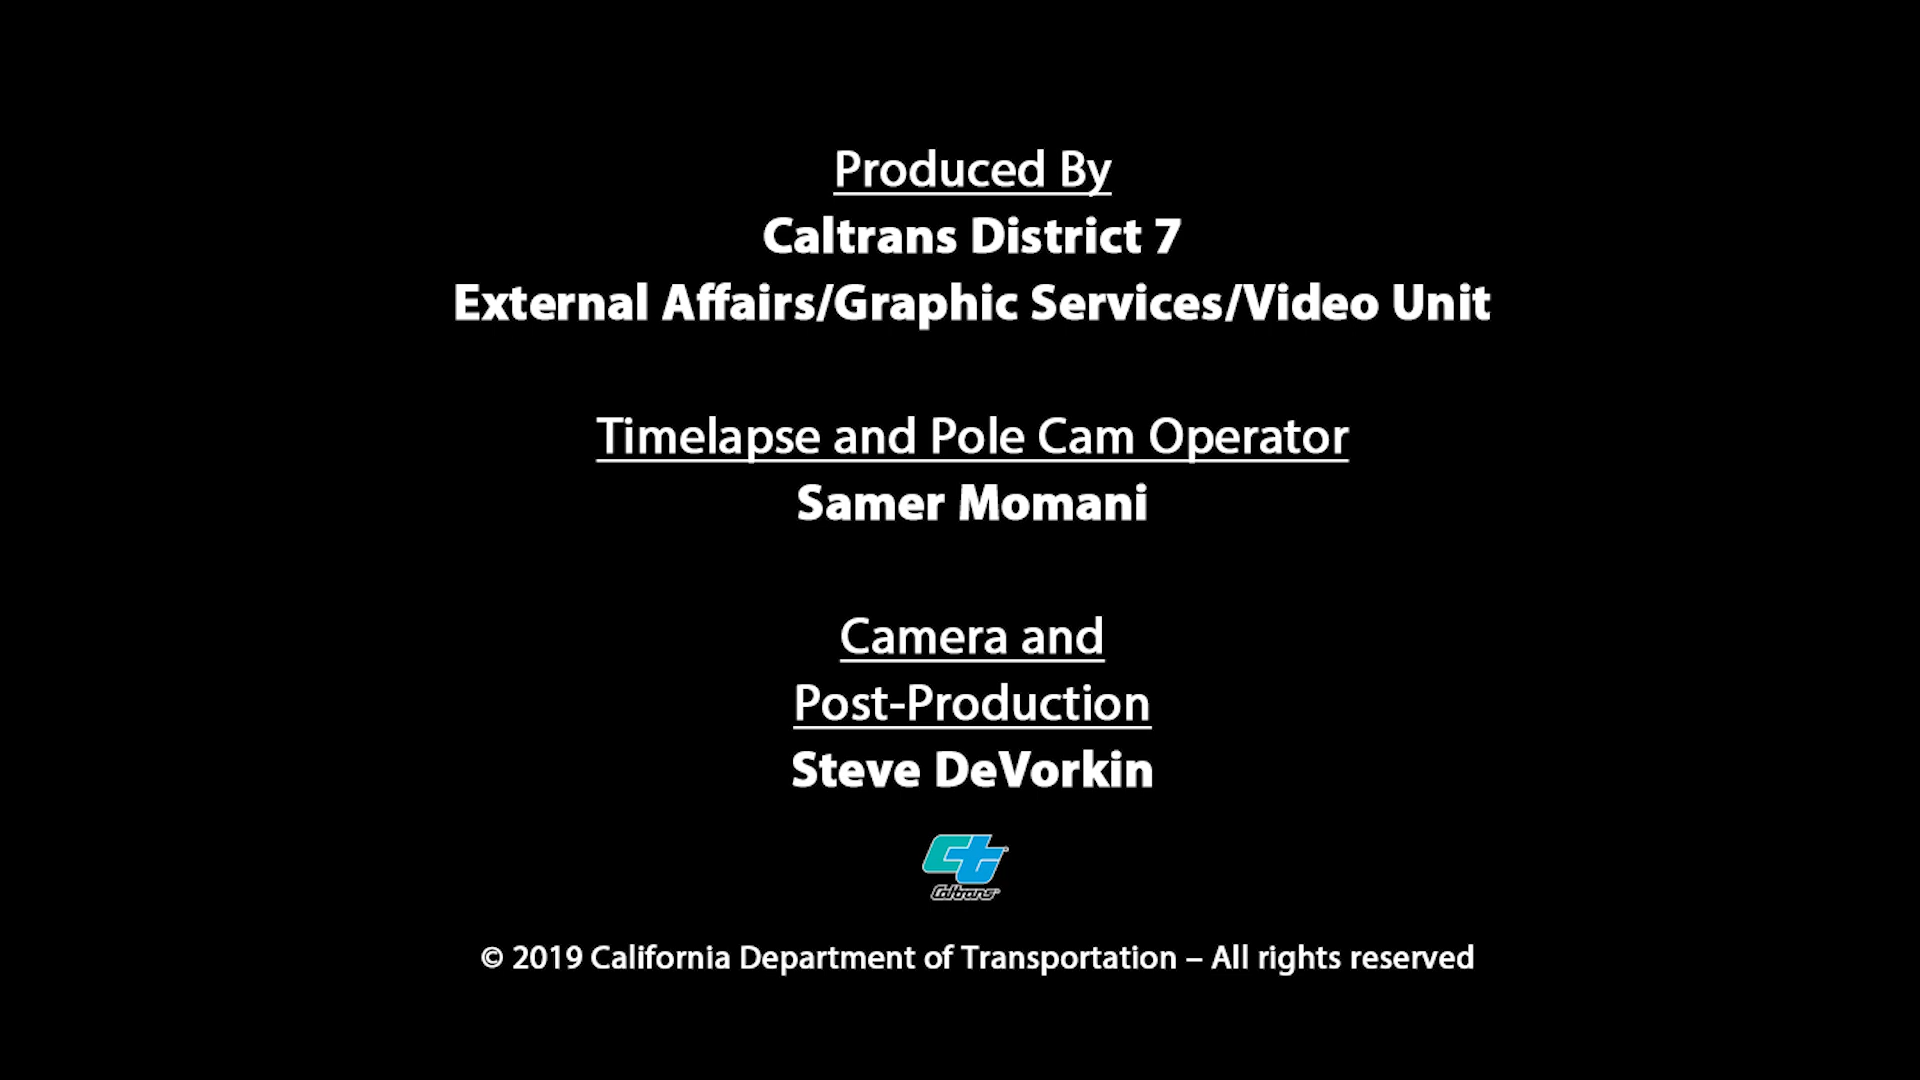 Produced By
Caltrans District 7
External Affairs/Graphic Services/Video Unit
Timelapse and Pole Cam Operator
Samer Momani
Camera and
Post-Production
Steve DeVorkin
Ct
Caltrans
© 2019 California Department of Transportation – All rights reserved